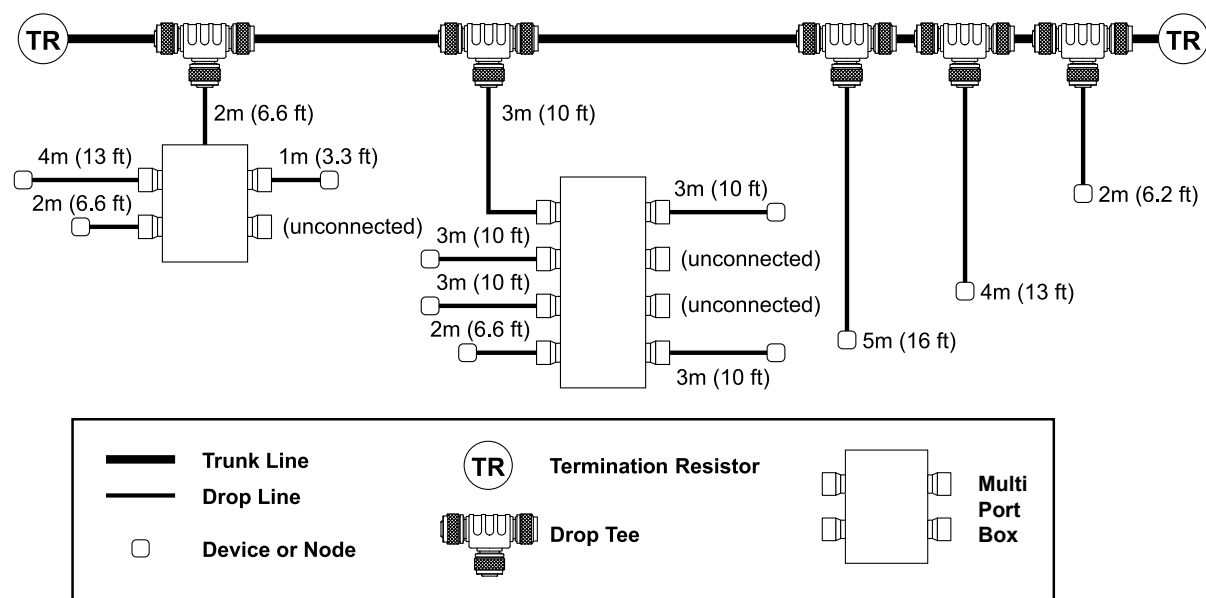 TR
TR
2m (6.6 ft)
3m (10 ft)
4m (13 ft)
1m (3.3 ft)
2m (6.6 ft)
(unconnected)
3m (10 ft)
2m (6.2 ft)
3m (10 ft)
(unconnected)
3m (10 ft)
(unconnected)
4m (13 ft)
2m (6.6 ft)
5m (16 ft)
3m (10 ft)
Trunk Line
Drop Line
Device or Node
TR
Termination Resistor
Drop Tee
Multi
Port
Box